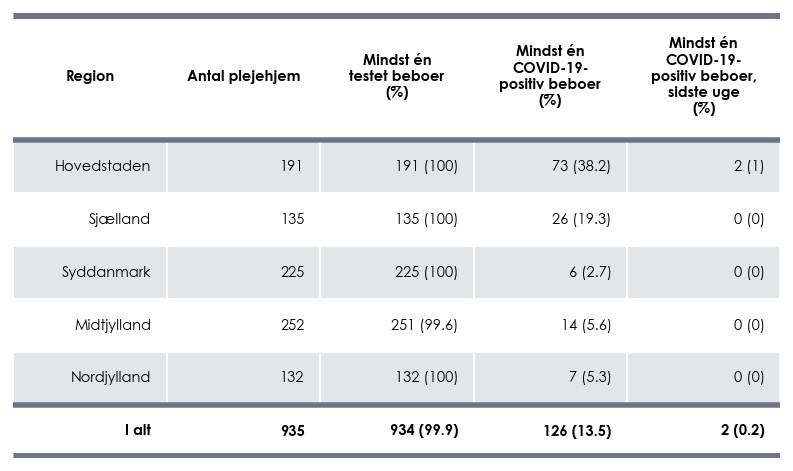 Region Antal plejehjem Mindst én testet beboer (%) Mindst én COVID-19-positiv beboer (%) Mindst én COVID-19-positiv beboer, sidste uge (%)
Hovedstaden 191 191 (100) 73 (38.2) 2 (1)
Sjælland 135 135 (100) 26 (19.3) 0 (0)
Syddanmark 225 225 (100) 6 (2.7) 0 (0)
Midtjylland 252 251 (99.6) 14 (5.6) 0 (0)
Nordjylland 132 132 (100) 7 (5.3) 0 (0)
I alt 935 934 (99.9) 126 (13.5) 2 (0.2)